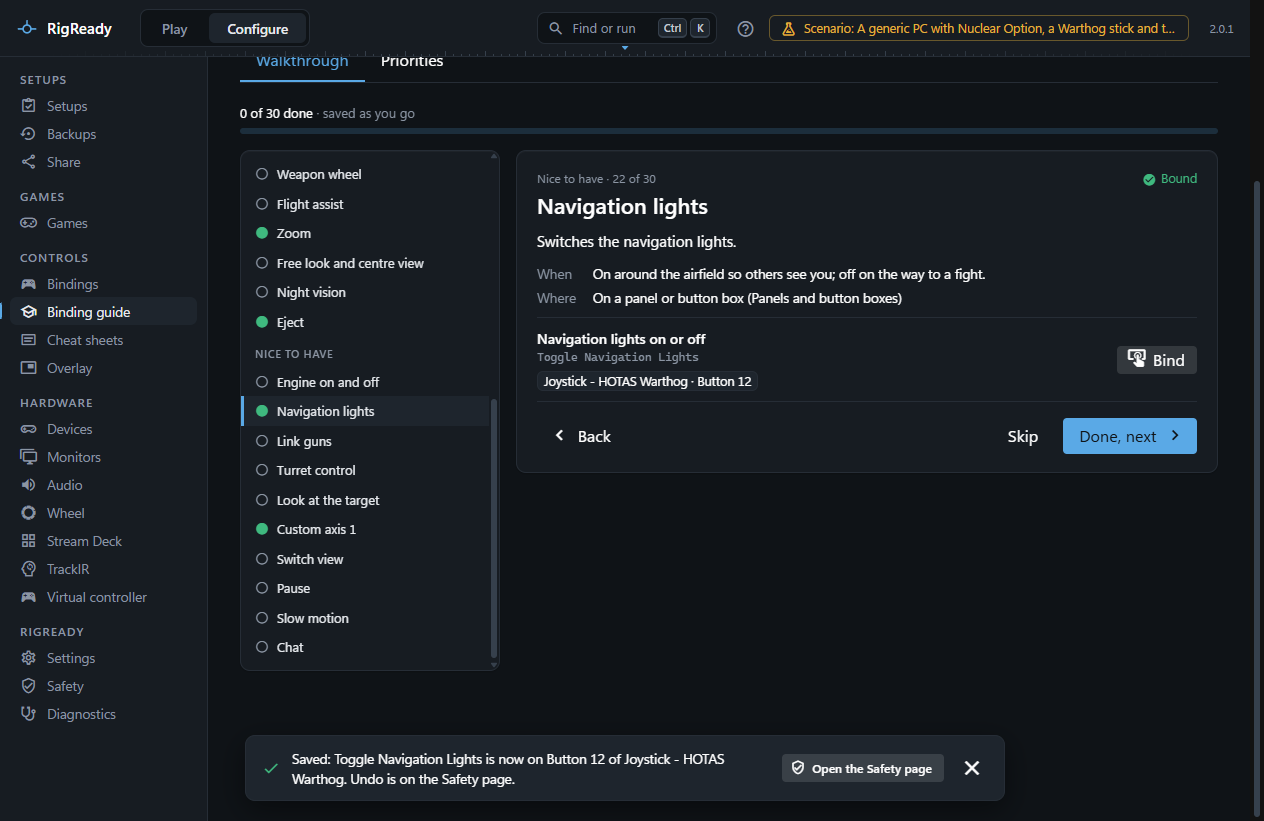 RigReady
Play
Configure
Find or run
Ctrl
K
Scenario: A generic PC with Nuclear Option, a Warthog stick and t...
2.0.1
SETUPS
Setups
Backups
Share
GAMES
Games
CONTROLS
Bindings
Binding guide
Cheat sheets
Overlay
HARDWARE
Devices
Monitors
Audio
Wheel
Stream Deck
TrackIR
Virtual controller
RIGREADY
Settings
Safety
Diagnostics
Walkthrough
Priorities
0 of 30 done · saved as you go
Weapon wheel
Flight assist
Zoom
Free look and centre view
Night vision
Eject
NICE TO HAVE
Engine on and off
Navigation lights
Link guns
Turret control
Look at the target
Custom axis 1
Switch view
Pause
Slow motion
Chat
Nice to have · 22 of 30
Bound
Navigation lights
Switches the navigation lights.
When On around the airfield so others see you; off on the way to a fight.
Where On a panel or button box (Panels and button boxes)
Navigation lights on or off
Toggle Navigation Lights
Joystick - HOTAS Warthog · Button 12
Bind
Back
Skip
Done, next
Saved: Toggle Navigation Lights is now on Button 12 of Joystick - HOTAS
Warthog. Undo is on the Safety page.
Open the Safety page